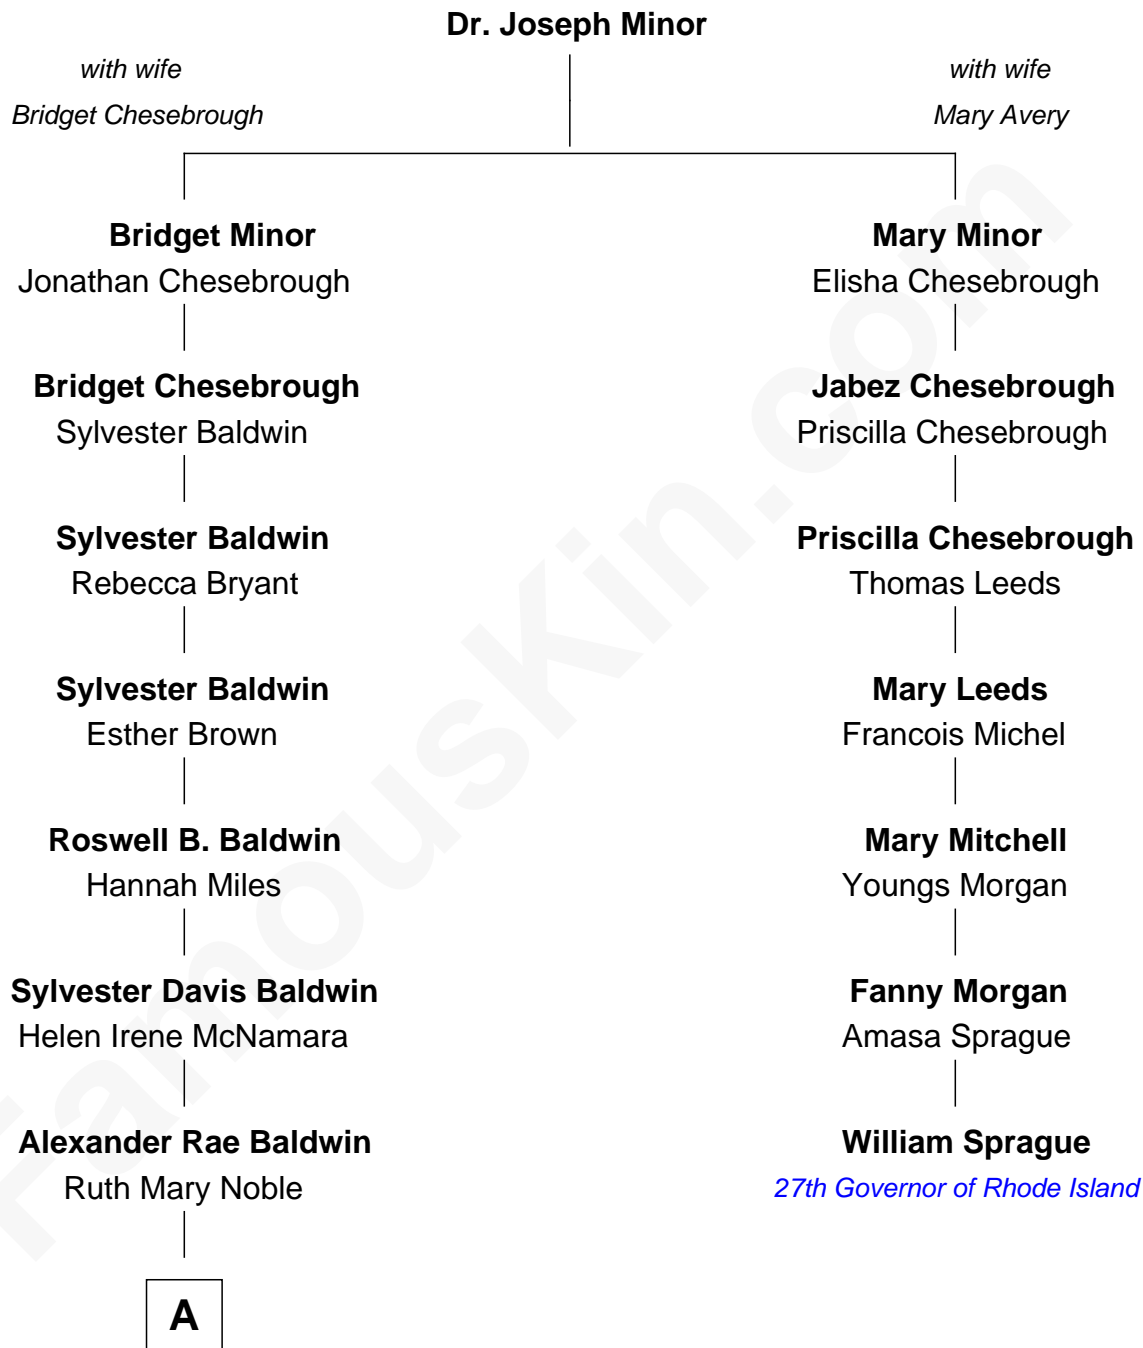 Dr. Joseph Minor
with wife
Bridget Chesebrough
with wife
Mary Avery
Bridget Minor
Jonathan Chesebrough
Mary Minor
Elisha Chesebrough
Bridget Chesebrough
Sylvester Baldwin
Jabez Chesebrough
Priscilla Chesebrough
Sylvester Baldwin
Rebecca Bryant
Priscilla Chesebrough
Thomas Leeds
Sylvester Baldwin
Esther Brown
Mary Leeds
Francois Michel
Roswell B. Baldwin
Hannah Miles
Mary Mitchell
Youngs Morgan
Sylvester Davis Baldwin
Helen Irene McNamara
Fanny Morgan
Amasa Sprague
Alexander Rae Baldwin
Ruth Mary Noble
William Sprague
27th Governor of Rhode Island
A
FamousKin.com